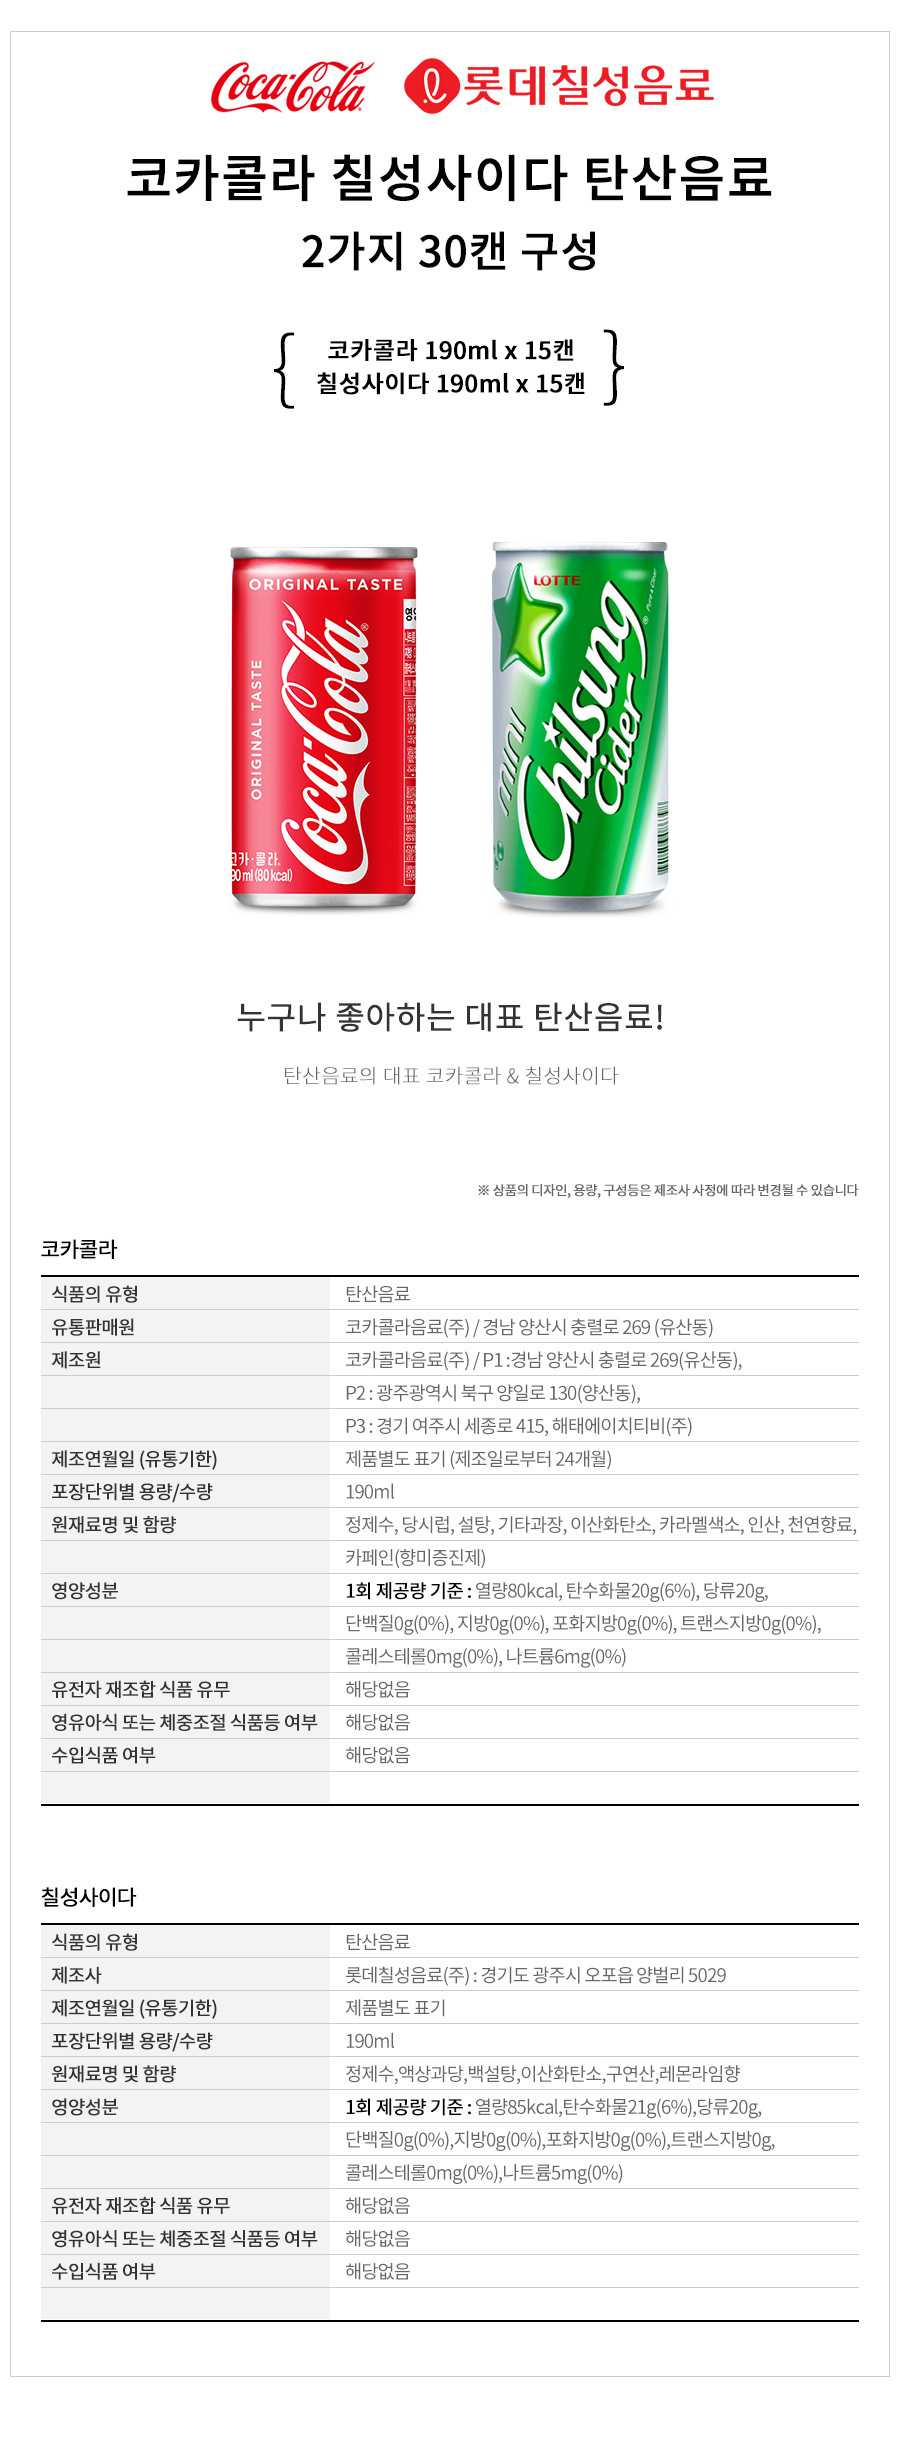 Coca-Cola 롯데칠성음료
코카콜라 칠성사이다 탄산음료
2가지 30캔 구성
코카콜라 190ml x 15캔
칠성사이다 190ml x 15캔
ORIGINAL TASTE
ORIGINAL TASTE
Coca-Cola
코카·콜라.
90 ml (80 kcal)
LOTTE
mini
Chilsung
Cider
누구나 좋아하는 대표 탄산음료!
탄산음료의 대표 코카콜라 & 칠성사이다
※ 상품의 디자인, 용량, 구성등은 제조사 사정에 따라 변경될 수 있습니다
코카콜라
식품의 유형 탄산음료
유통판매원 코카콜라음료(주) / 경남 양산시 충렬로 269 (유산동)
제조원 코카콜라음료(주) / P1 :경남 양산시 충렬로 269(유산동),
P2 : 광주광역시 북구 양일로 130(양산동),
P3 : 경기 여주시 세종로 415, 해태에이치티비(주)
제조연월일 (유통기한) 제품별도 표기 (제조일로부터 24개월)
포장단위별 용량/수량 190ml
원재료명 및 함량 정제수, 당시럽, 설탕, 기타과장, 이산화탄소, 카라멜색소, 인산, 천연향료,
카페인(향미증진제)
영양성분 1회 제공량 기준 : 열량80kcal, 탄수화물20g(6%), 당류20g,
단백질0g(0%), 지방0g(0%), 포화지방0g(0%), 트랜스지방0g(0%),
콜레스테롤0mg(0%), 나트륨6mg(0%)
유전자 재조합 식품 유무 해당없음
영유아식 또는 체중조절 식품등 여부 해당없음
수입식품 여부 해당없음
칠성사이다
식품의 유형 탄산음료
제조사 롯데칠성음료(주) : 경기도 광주시 오포읍 양벌리 5029
제조연월일 (유통기한) 제품별도 표기
포장단위별 용량/수량 190ml
원재료명 및 함량 정제수,액상과당,백설탕,이산화탄소,구연산,레몬라임향
영양성분 1회 제공량 기준 : 열량85kcal,탄수화물21g(6%),당류20g,
단백질0g(0%),지방0g(0%),포화지방0g(0%),트랜스지방0g,
콜레스테롤0mg(0%),나트륨5mg(0%)
유전자 재조합 식품 유무 해당없음
영유아식 또는 체중조절 식품등 여부 해당없음
수입식품 여부 해당없음